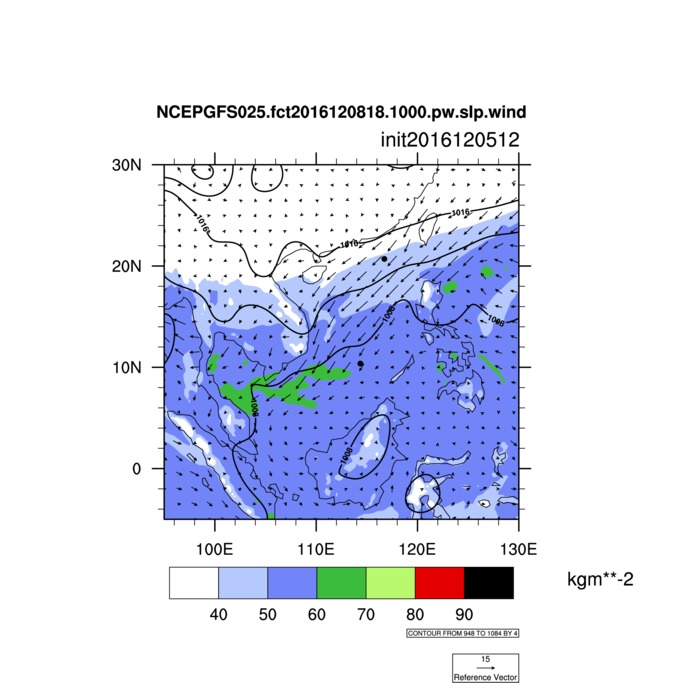 NCEPGFS025.fct2016120818.1000.pw.slp.wind
init2016120512
30N
20N
10N
0
100E
110E
120E
130E
1016
1016
1016
1008
1008
1008
1008
40
50
60
70
80
90
kgm**-2
CONTOUR FROM 948 TO 1084 BY 4
15
Reference Vector